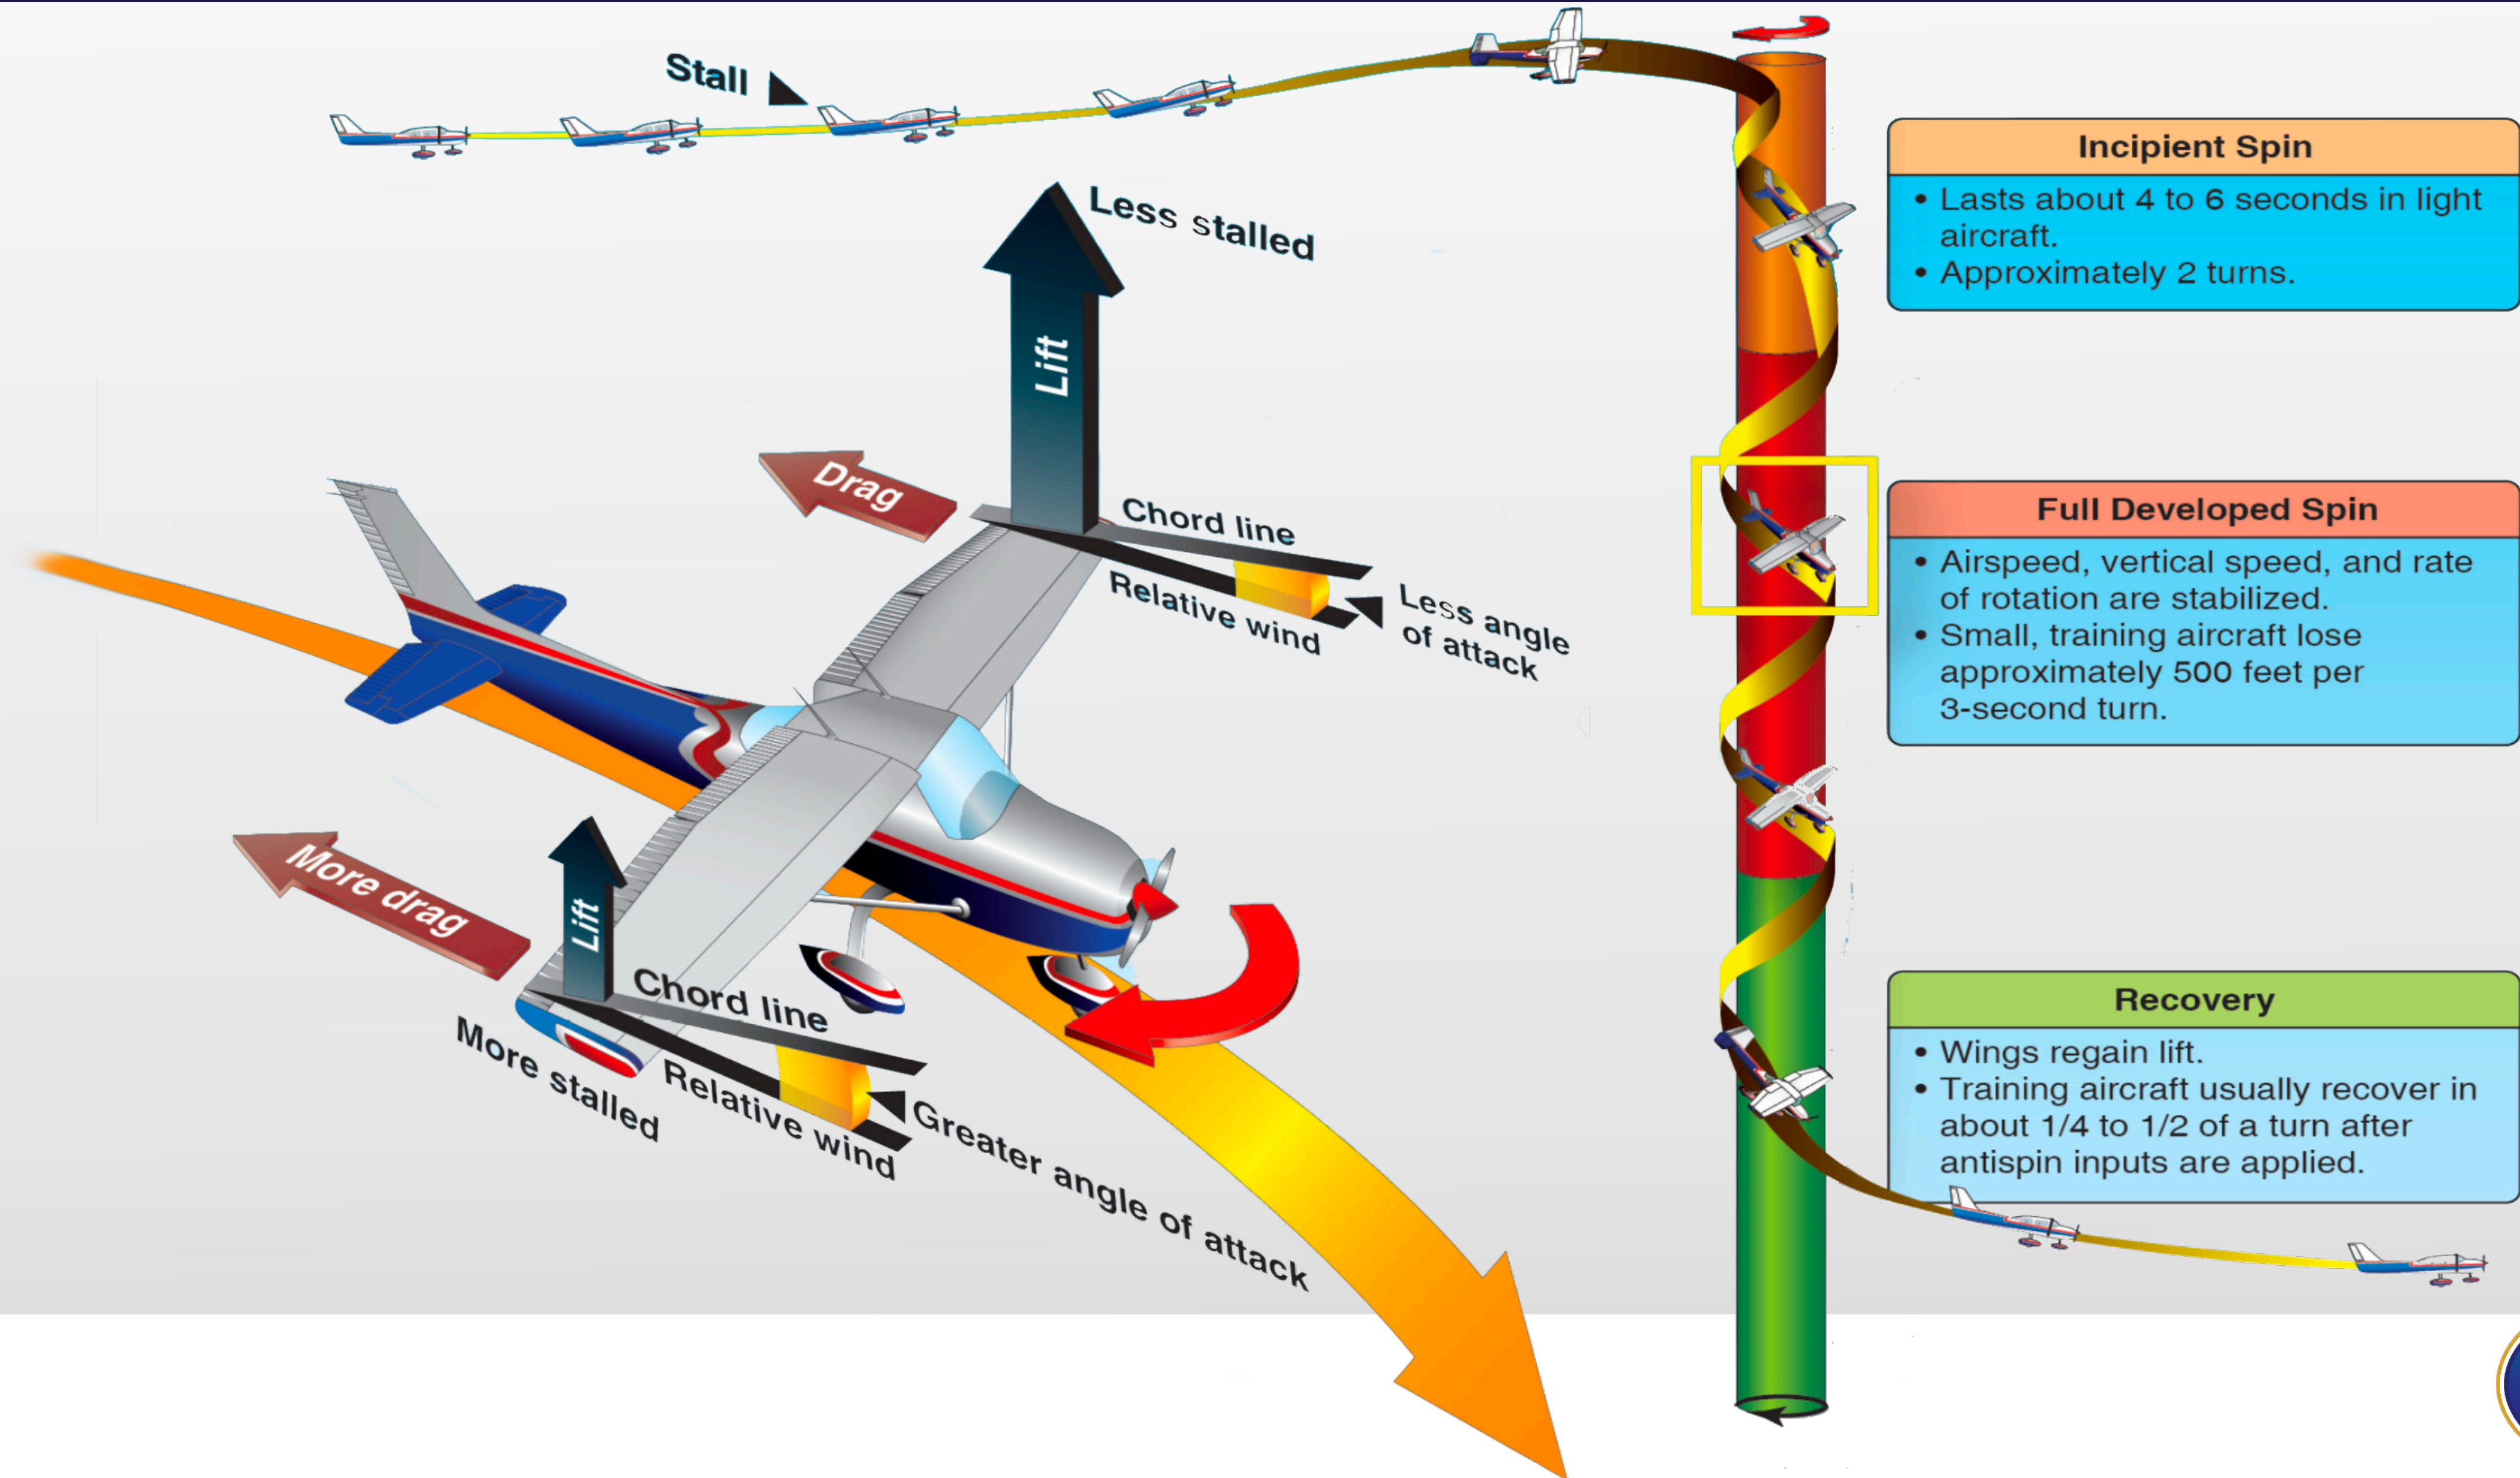 Stall
Less stalled
Lift
Drag
Chord line
Relative wind
Less angle
of attack
More drag
Lift
Chord line
More stalled
Relative wind
Greater angle of attack
Incipient Spin
• Lasts about 4 to 6 seconds in light
aircraft.
• Approximately 2 turns.
Full Developed Spin
• Airspeed, vertical speed, and rate
of rotation are stabilized.
• Small, training aircraft lose
approximately 500 feet per
3-second turn.
Recovery
• Wings regain lift.
• Training aircraft usually recover in
about 1/4 to 1/2 of a turn after
antispin inputs are applied.